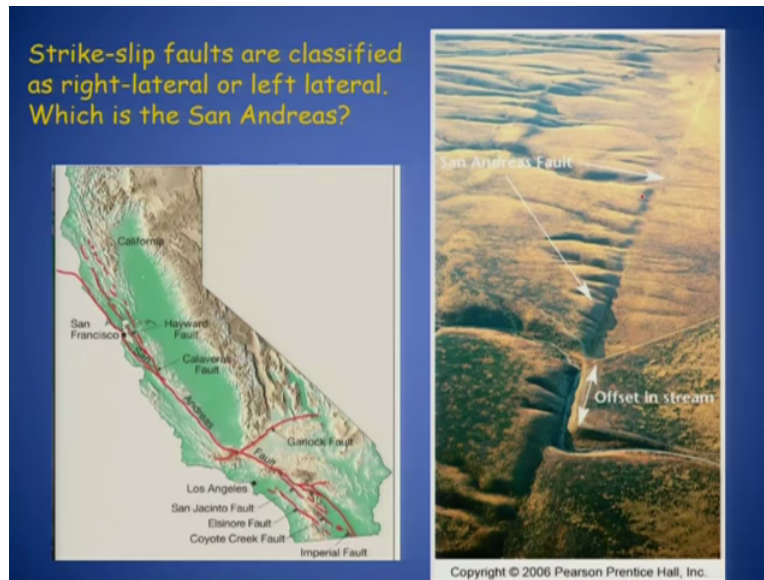 Strike-slip faults are classified
as right-lateral or left lateral.
Which is the San Andreas?
California
San
Francisco
Hayward
Fault
Calaveras
Fault
San
Andreas
Fault
Garlock Fault
Los Angeles
San Jacinto Fault
Elsinore Fault
Coyote Creek Fault
Imperial Fault
San Andreas Fault
Offset in stream
Copyright © 2006 Pearson Prentice Hall, Inc.